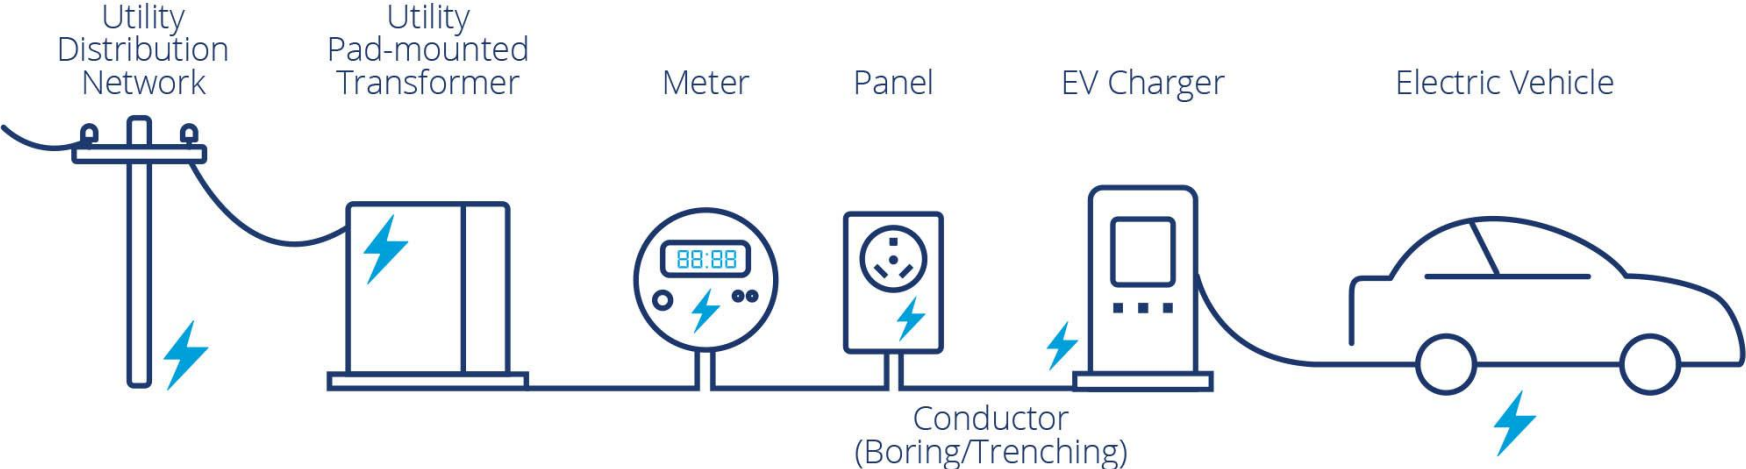 Utility
Distribution
Network
Utility
Pad-mounted
Transformer
Meter
Panel
EV Charger
Electric Vehicle
88:88
Conductor
(Boring/Trenching)